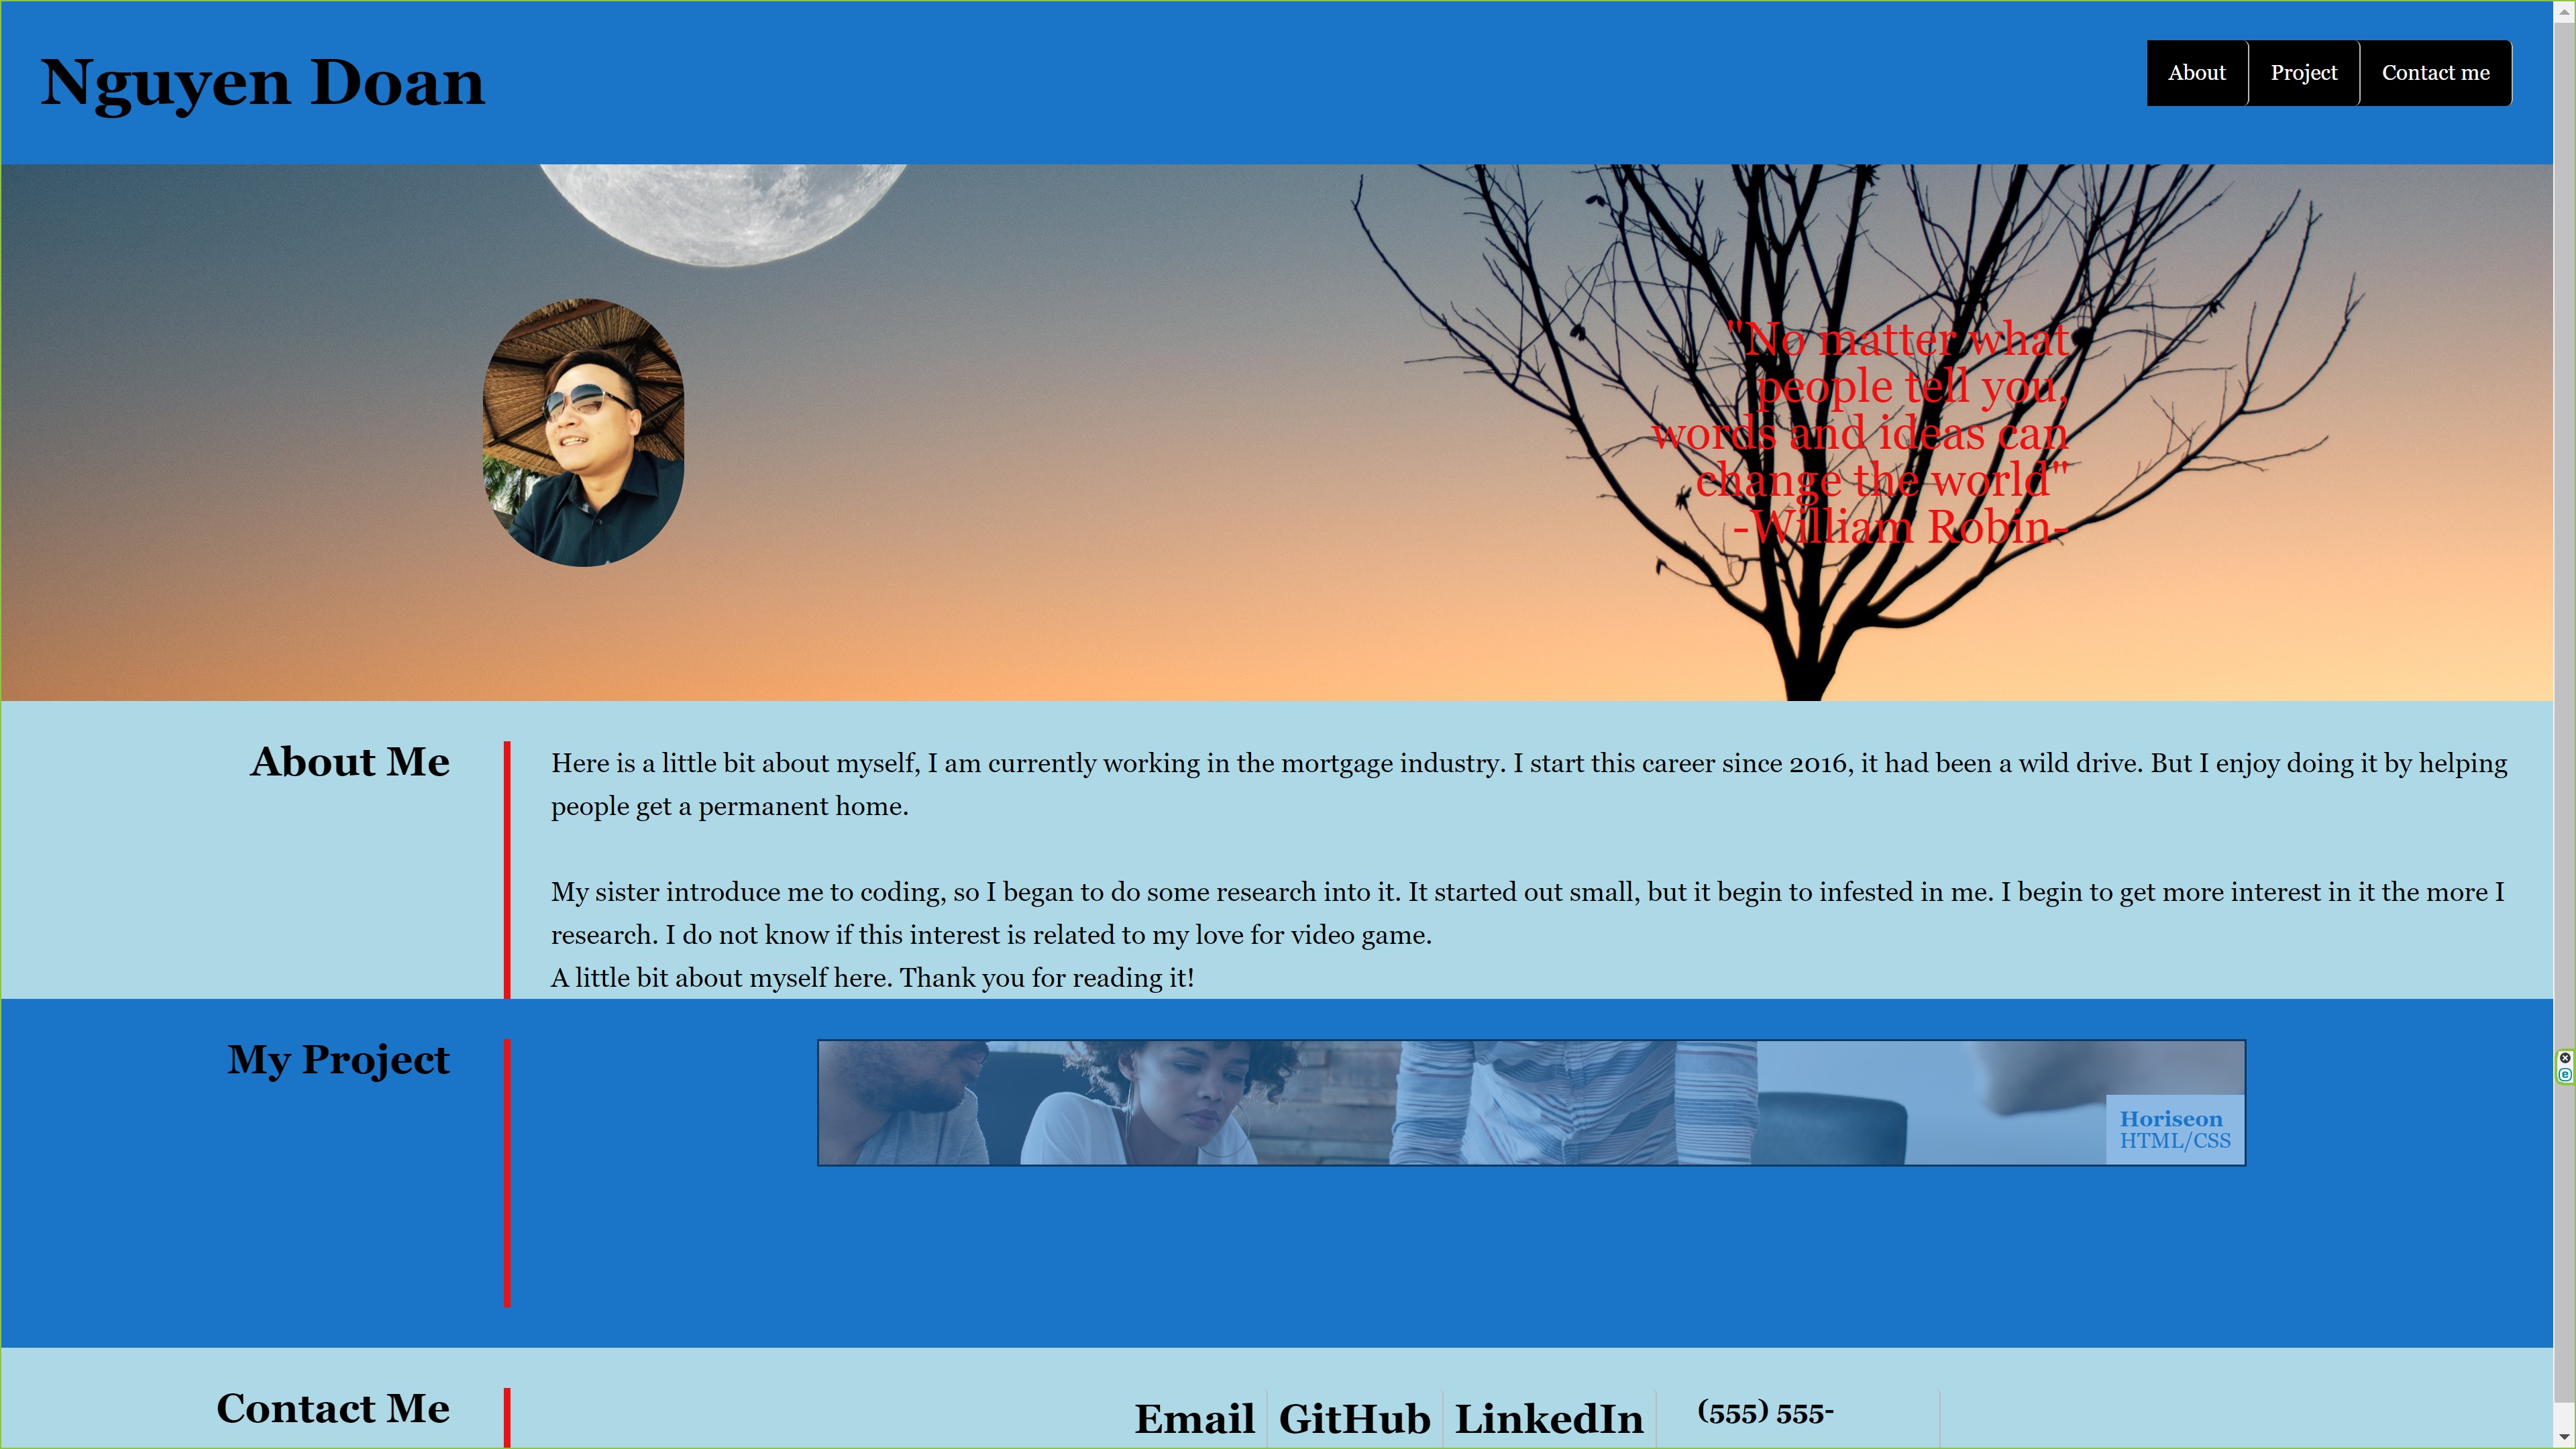 Nguyen Doan
About
Project
Contact me
"No matter what
people tell you,
words and ideas can
change the world"
-William Robin-
About Me
Here is a little bit about myself, I am currently working in the mortgage industry. I start this career since 2016, it had been a wild drive. But I enjoy doing it by helping
people get a permanent home.
My sister introduce me to coding, so I began to do some research into it. It started out small, but it begin to infested in me. I begin to get more interest in it the more I
research. I do not know if this interest is related to my love for video game.
A little bit about myself here. Thank you for reading it!
My Project
Horiseon
HTML/CSS
Contact Me
Email
GitHub
LinkedIn
(555) 555-